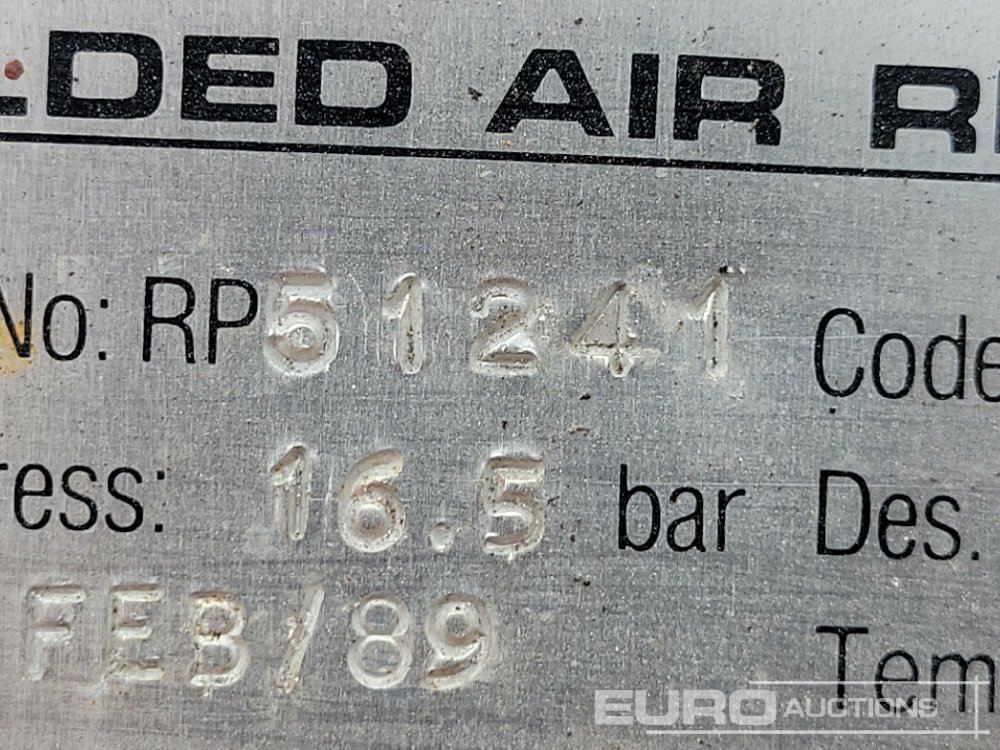 LDED AIR R
No: RP 51241 Code
ress: 16.5 bar Des.
FEB/89
Tem
EURO AUCTIONS